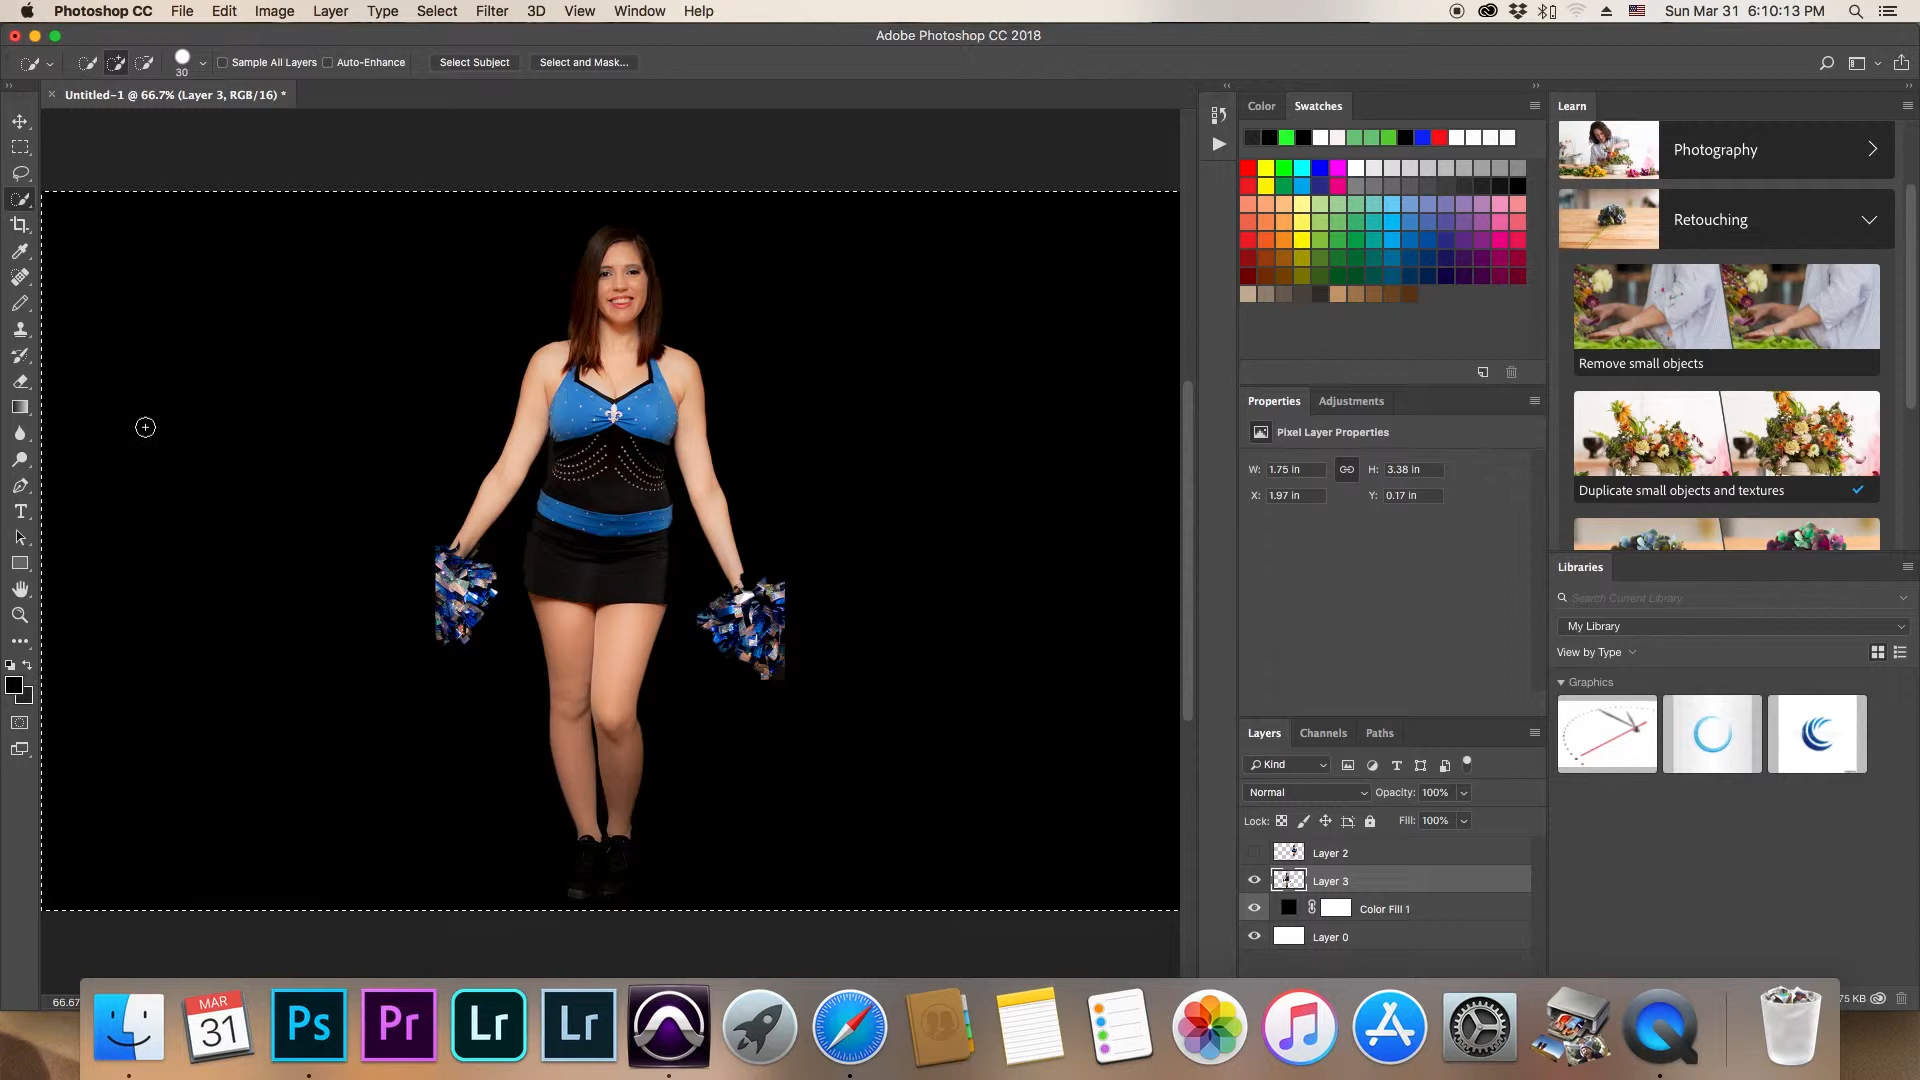 Photoshop CC File Edit Image Layer Type Select Filter 3D View Window Help Sun Mar 31 6:10:13 PM
Adobe Photoshop CC 2018
30 Sample All Layers Auto-Enhance Select Subject Select and Mask...
Untitled-1 @ 66.7% (Layer 3, RGB/16) *
Color Swatches
Learn
Photography
Retouching
Remove small objects
Duplicate small objects and textures
Properties Adjustments
Pixel Layer Properties
W: 1.75 in H: 3.38 in
X: 1.97 in Y: 0.17 in
Libraries
Search Current Library
My Library
View by Type
Graphics
Layers Channels Paths
Kind
Normal Opacity: 100%
Lock: Fill: 100%
Layer 2
Layer 3
Color Fill 1
Layer 0
66.67
75 KB
MAR
31
Ps
Pr
Lr
Lr